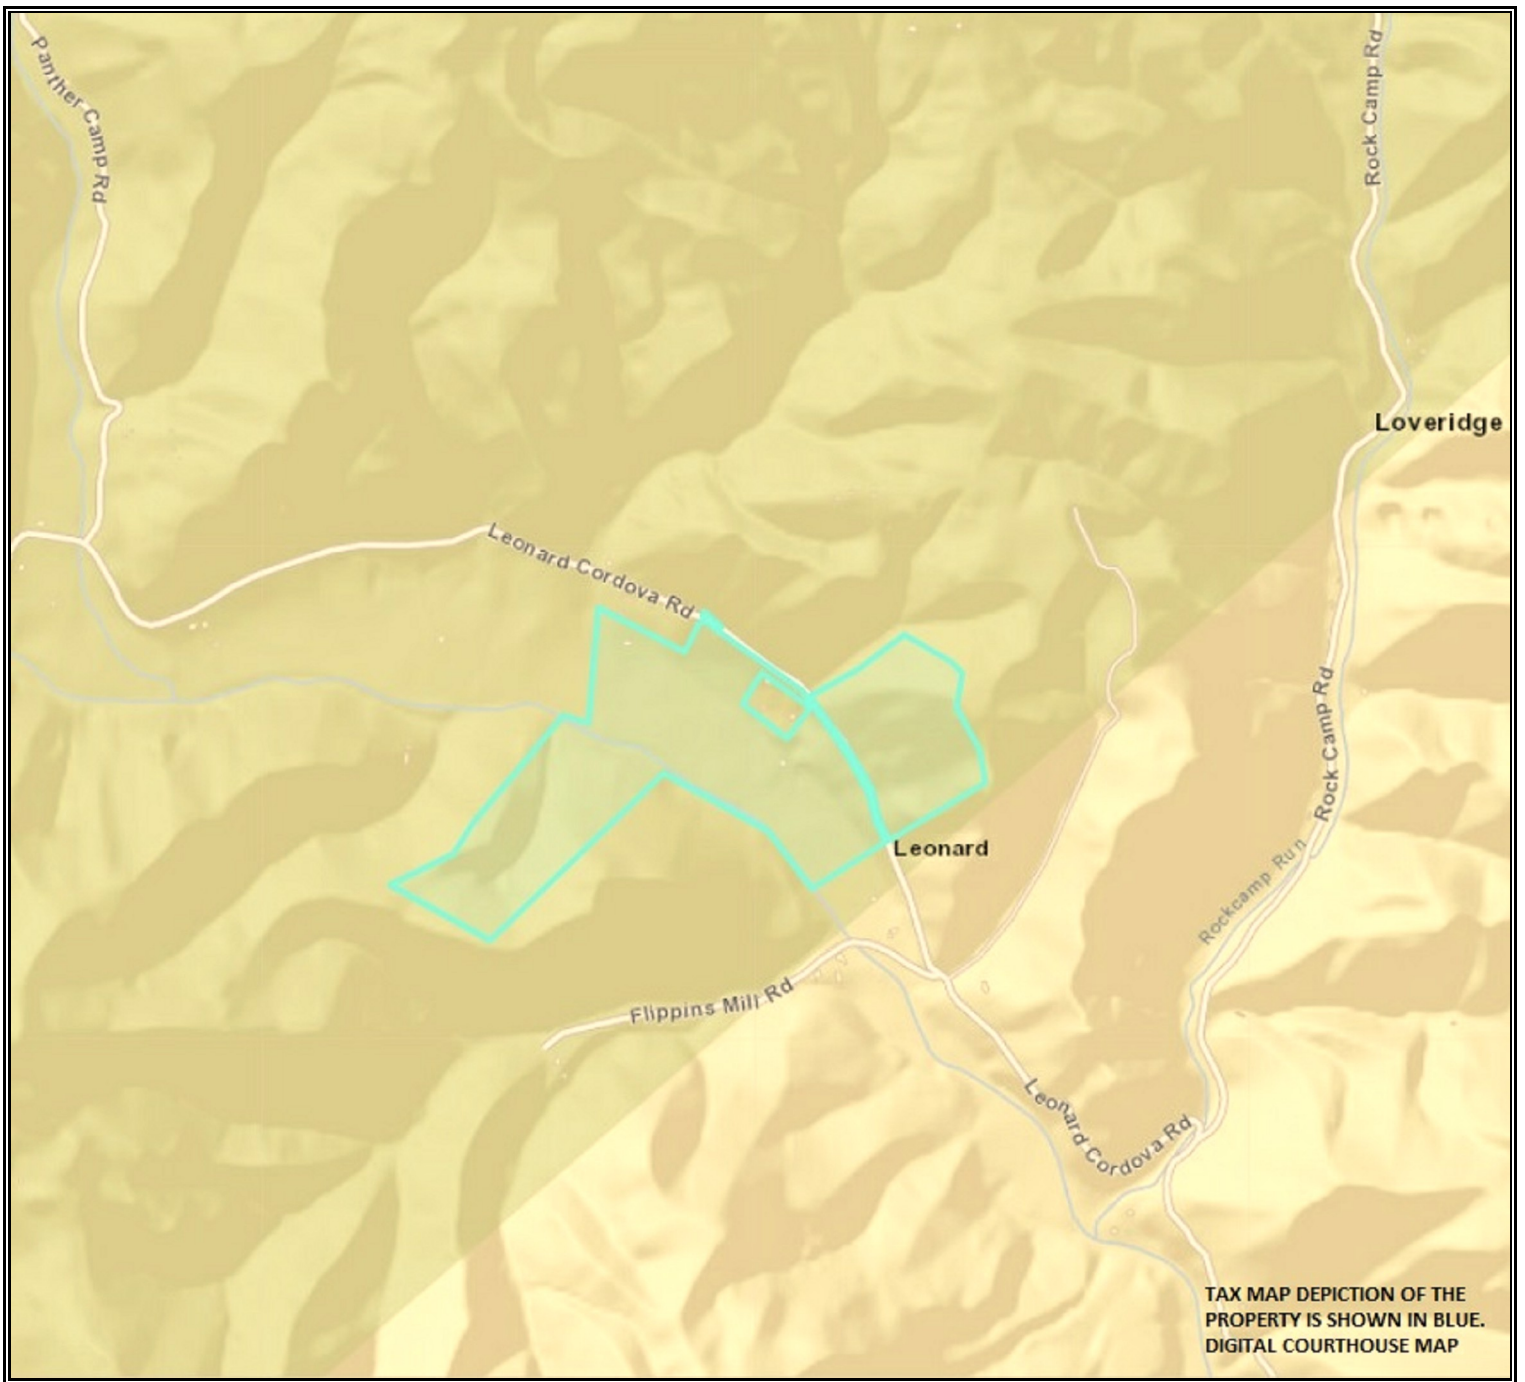 Panther Camp Rd
Rock Camp Rd
Loveridge
Leonard Cordova Rd
Rock Camp Rd
Leonard
Rockcamp Run
Flippins Mill Rd
Leonard Cordova Rd
TAX MAP DEPICTION OF THE
PROPERTY IS SHOWN IN BLUE.
DIGITAL COURTHOUSE MAP